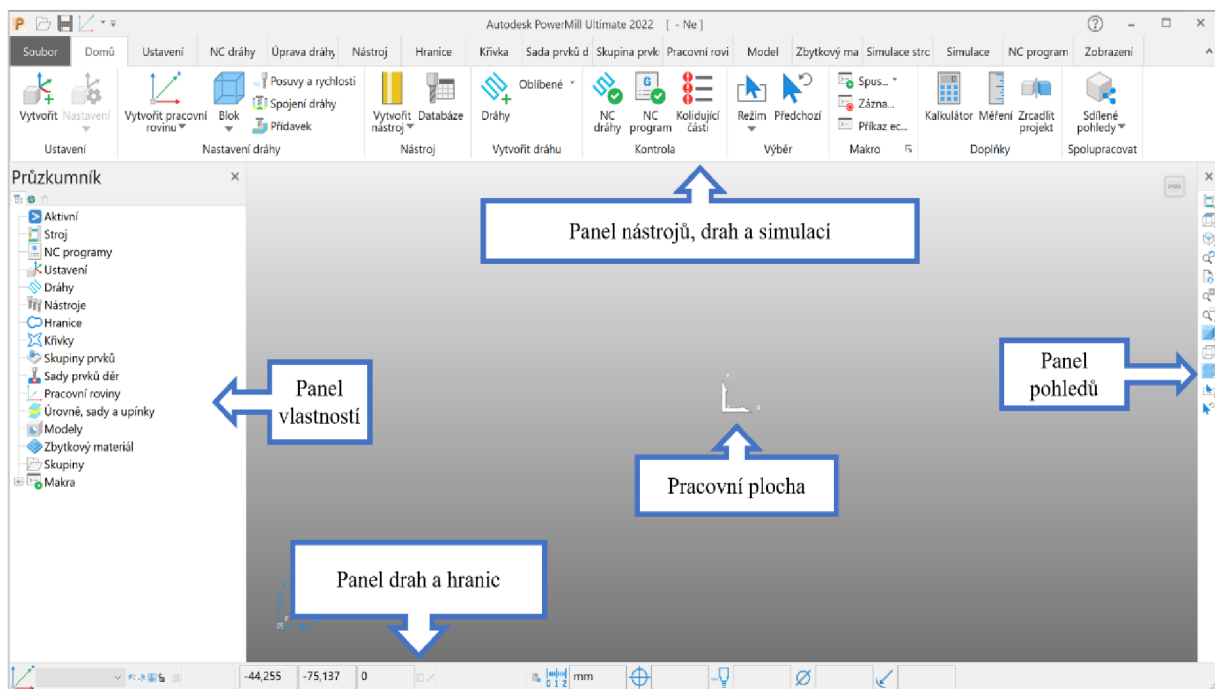 Autodesk PowerMill Ultimate 2022 [ - Ne ]
Soubor Domů Ustavení NC dráhy Úprava dráhy Nástroj Hranice Křivka Sada prvků d Skupina prvk Pracovní rovi Model Zbytkový ma Simulace strc Simulace NC program Zobrazení
Vytvořit Nastavení
Ustavení
Vytvořit pracovní rovinu
Blok
Posuvy a rychlosti
Spojení dráhy
Přídavek
Nastavení dráhy
Vytvořit nástroj
Databáze
Nástroj
Dráhy
Oblíbené
Vytvořit dráhu
NC dráhy
NC program
Kolidující části
Kontrola
Režim
Předchozí
Výběr
Spus...
Zázna...
Příkaz ec...
Makro
Kalkulátor
Měření
Zrcadlit projekt
Doplňky
Sdílené pohledy
Spolupracovat
Průzkumník
Aktivní
Stroj
NC programy
Ustavení
Dráhy
Nástroje
Hranice
Křivky
Skupiny prvků
Sady prvků děr
Pracovní roviny
Úrovně, sady a upínky
Modely
Zbytkový materiál
Skupiny
Makra
Panel nástrojů, drah a simulací
Panel
vlastností
Panel
pohledů
Pracovní plocha
Panel drah a hranic
-44,255 -75,137 0 mm